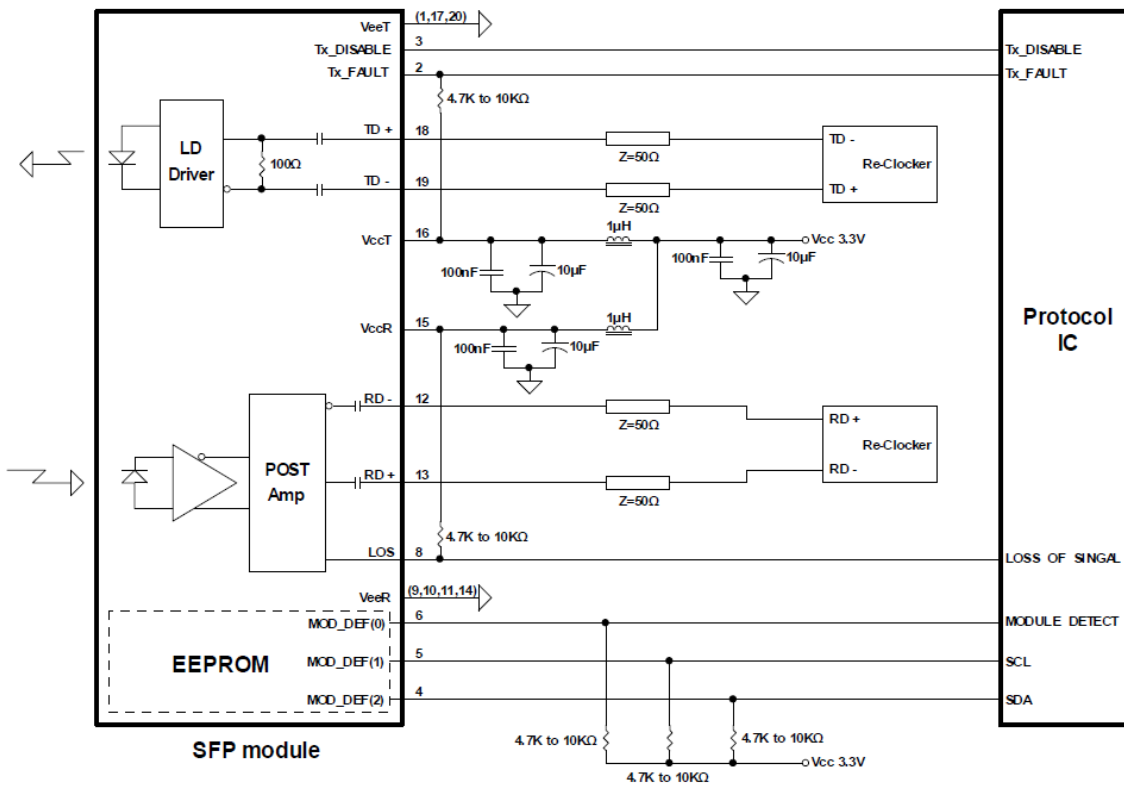 VeeT (1,17,20)
Tx_DISABLE 3 Tx_DISABLE
Tx_FAULT 2 Tx_FAULT
4.7K to 10KΩ
LD
Driver
100Ω
TD + 18 Z=50Ω TD -
Re-Clocker
TD - 19 Z=50Ω TD +
1µH
VccT 16 Vcc 3.3V
100nF 10µF 100nF 10µF
1µH
VccR 15
100nF 10µF
Protocol
IC
RD - 12 Z=50Ω RD +
Re-Clocker
POST
Amp
RD + 13 Z=50Ω RD -
4.7K to 10KΩ
LOS 8 LOSS OF SINGAL
VeeR (9,10,11,14)
MOD_DEF(0) 6 MODULE DETECT
EEPROM
MOD_DEF(1) 5 SCL
MOD_DEF(2) 4 SDA
SFP module
4.7K to 10KΩ 4.7K to 10KΩ
Vcc 3.3V
4.7K to 10KΩ